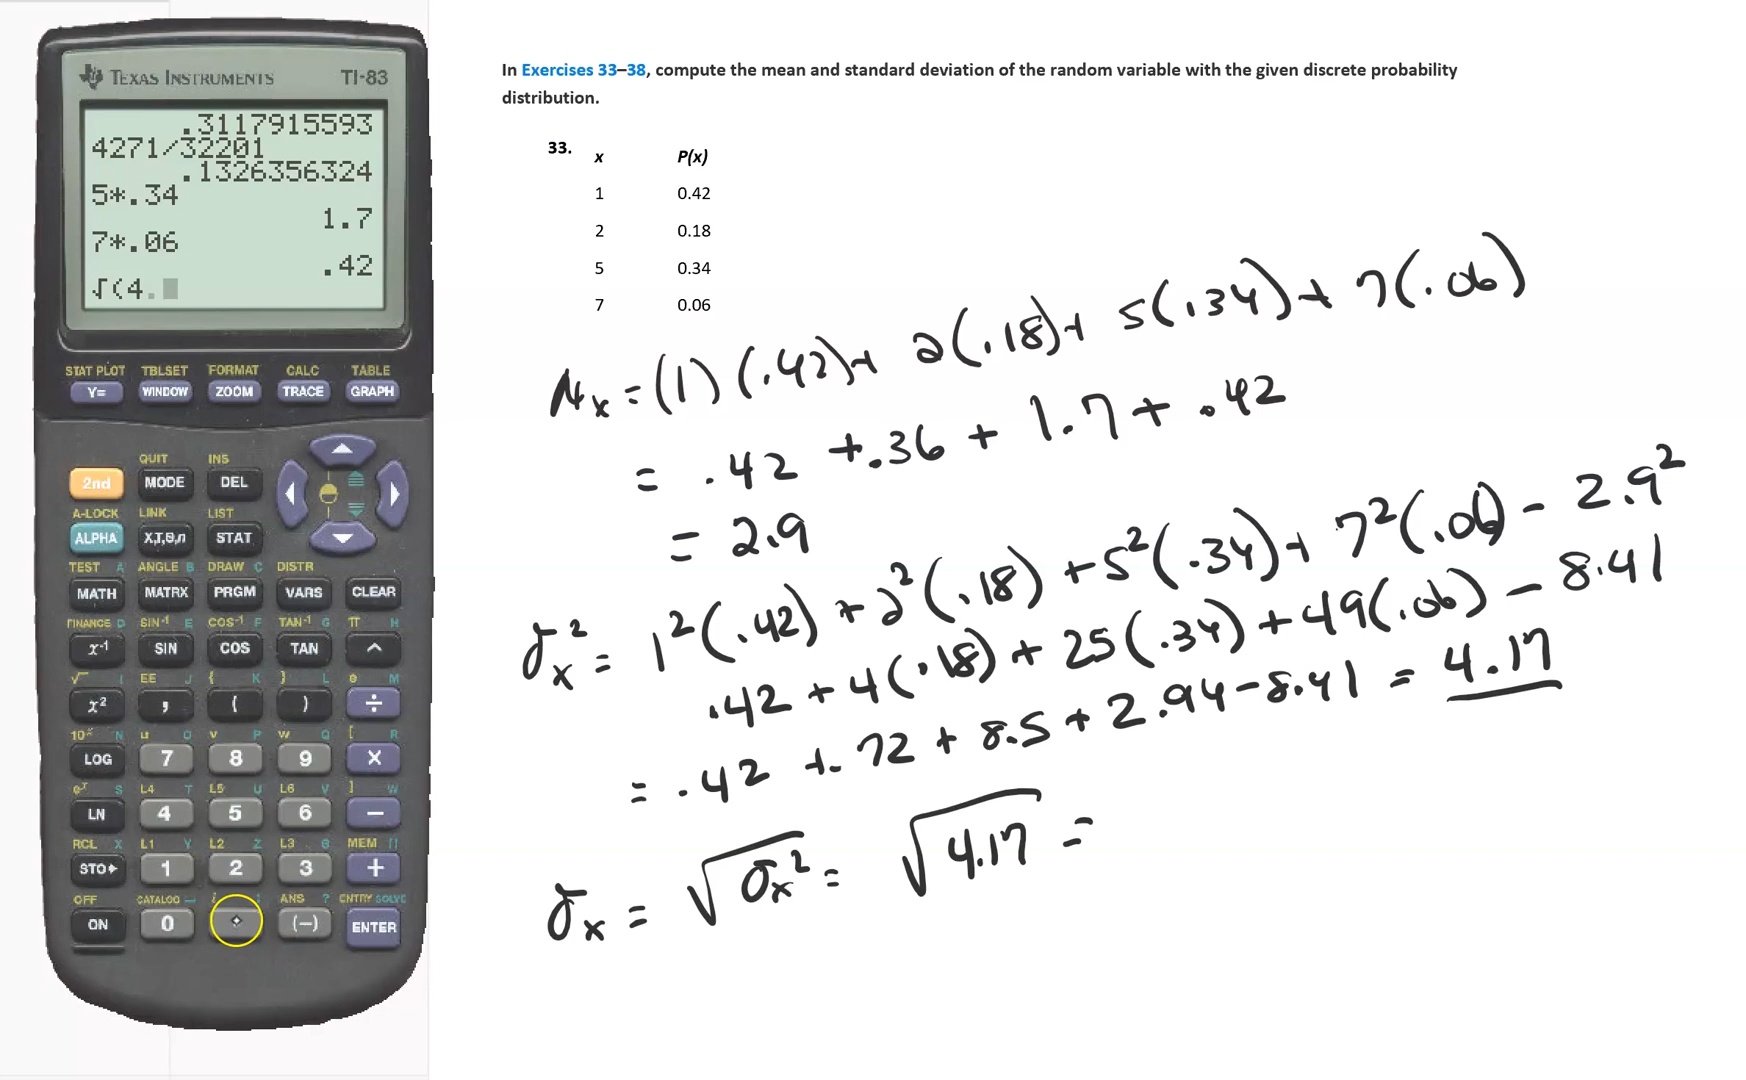 TEXAS INSTRUMENTS TI-83
.3117915593
4271/32201
.1326356324
5*.34
1.7
7*.06
.42
√(4.
STAT PLOT TBLSET FORMAT CALC TABLE
Y= WINDOW ZOOM TRACE GRAPH
QUIT INS
2nd MODE DEL
A-LOCK LINK LIST
ALPHA X,T,θ,n STAT
TEST A ANGLE B DRAW C DISTR
MATH MATRX PRGM VARS CLEAR
FINANCE D SIN⁻¹ E COS⁻¹ F TAN⁻¹ G π H
x⁻¹ SIN COS TAN ^
√ I EE J { K } L e M
x² , ( ) ÷
10ˣ N u O v P w Q [ R
LOG 7 8 9 ×
eˣ S L4 T L5 U L6 V ] W
LN 4 5 6 −
RCL X L1 Y L2 Z L3 θ MEM "
STO▸ 1 2 3 +
OFF CATALOG i : ANS ? ENTRY SOLVE
ON 0 (−) ENTER
In Exercises 33–38, compute the mean and standard deviation of the random variable with the given discrete probability
distribution.
33. x P(x)
1 0.42
2 0.18
5 0.34
7 0.06
μx = (1)(.42)+ 2(.18)+ 5(.34)+ 7(.06)
= .42 +.36 + 1.7 + .42
= 2.9
σx² = 1²(.42) + 2²(.18) + 5²(.34) + 7²(.06) − 2.9²
.42 + 4(.18) + 25(.34) + 49(.06) − 8.41
= .42 +.72 + 8.5 + 2.94 − 8.41 = 4.17
σx = √σx² = √4.17 =